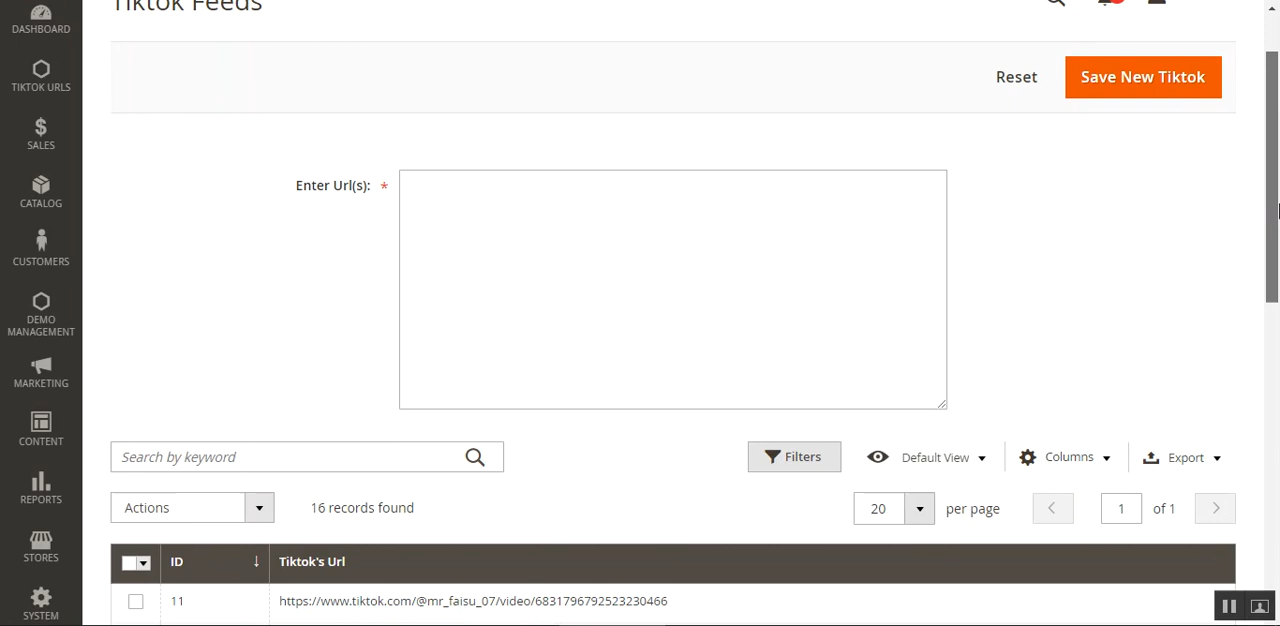 Tiktok Feeds
DASHBOARD
TIKTOK URLS
SALES
CATALOG
CUSTOMERS
DEMO
MANAGEMENT
MARKETING
CONTENT
REPORTS
STORES
SYSTEM
Reset
Save New Tiktok
Enter Url(s): *
Search by keyword
Filters
Default View
Columns
Export
Actions
16 records found
20
per page
1
of 1
ID ↓ Tiktok's Url
11 https://www.tiktok.com/@mr_faisu_07/video/6831796792523230466